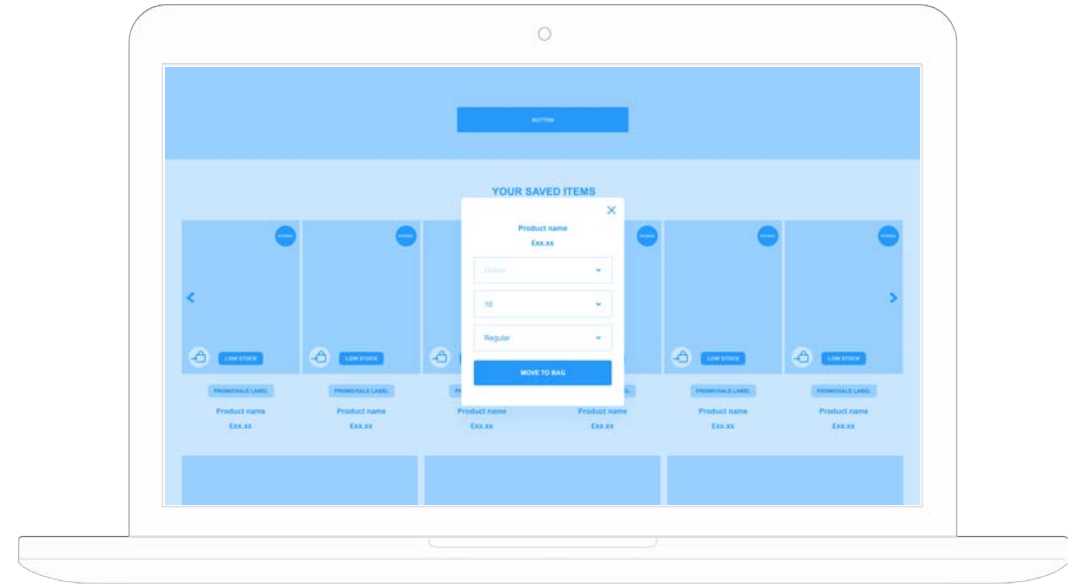 BUTTON
YOUR SAVED ITEMS
Product name
£xx.xx
10
Regular
MOVE TO BAG
LOW STOCK
LOW STOCK
LOW STOCK
LOW STOCK
PROMO/SALE LABEL
PROMO/SALE LABEL
PROMO/SALE LABEL
PROMO/SALE LABEL
Product name
Product name
Product name
Product name
Product name
Product name
£xx.xx
£xx.xx
£xx.xx
£xx.xx
£xx.xx
£xx.xx